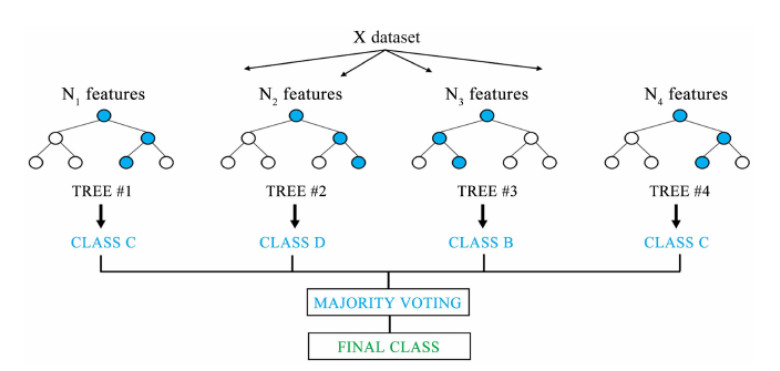 X dataset
N1 features
N2 features
N3 features
N4 features
TREE #1
TREE #2
TREE #3
TREE #4
CLASS C
CLASS D
CLASS B
CLASS C
MAJORITY VOTING
FINAL CLASS